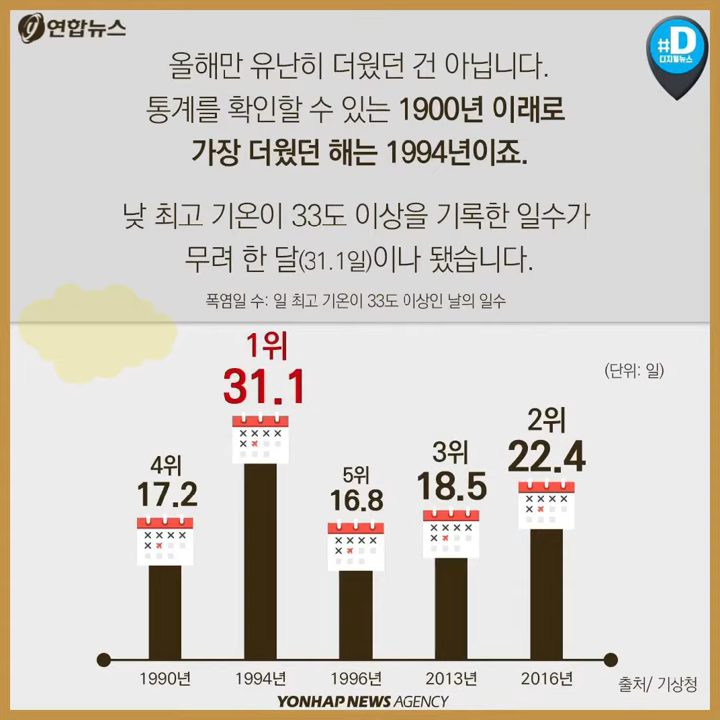 연합뉴스
#D
디지털뉴스
올해만 유난히 더웠던 건 아닙니다.
통계를 확인할 수 있는 1900년 이래로
가장 더웠던 해는 1994년이죠.
낮 최고 기온이 33도 이상을 기록한 일수가
무려 한 달(31.1일)이나 됐습니다.
폭염일 수: 일 최고 기온이 33도 이상인 날의 일수
(단위: 일)
4위
17.2
1위
31.1
5위
16.8
3위
18.5
2위
22.4
1990년
1994년
1996년
2013년
2016년
출처/ 기상청
YONHAP NEWS AGENCY